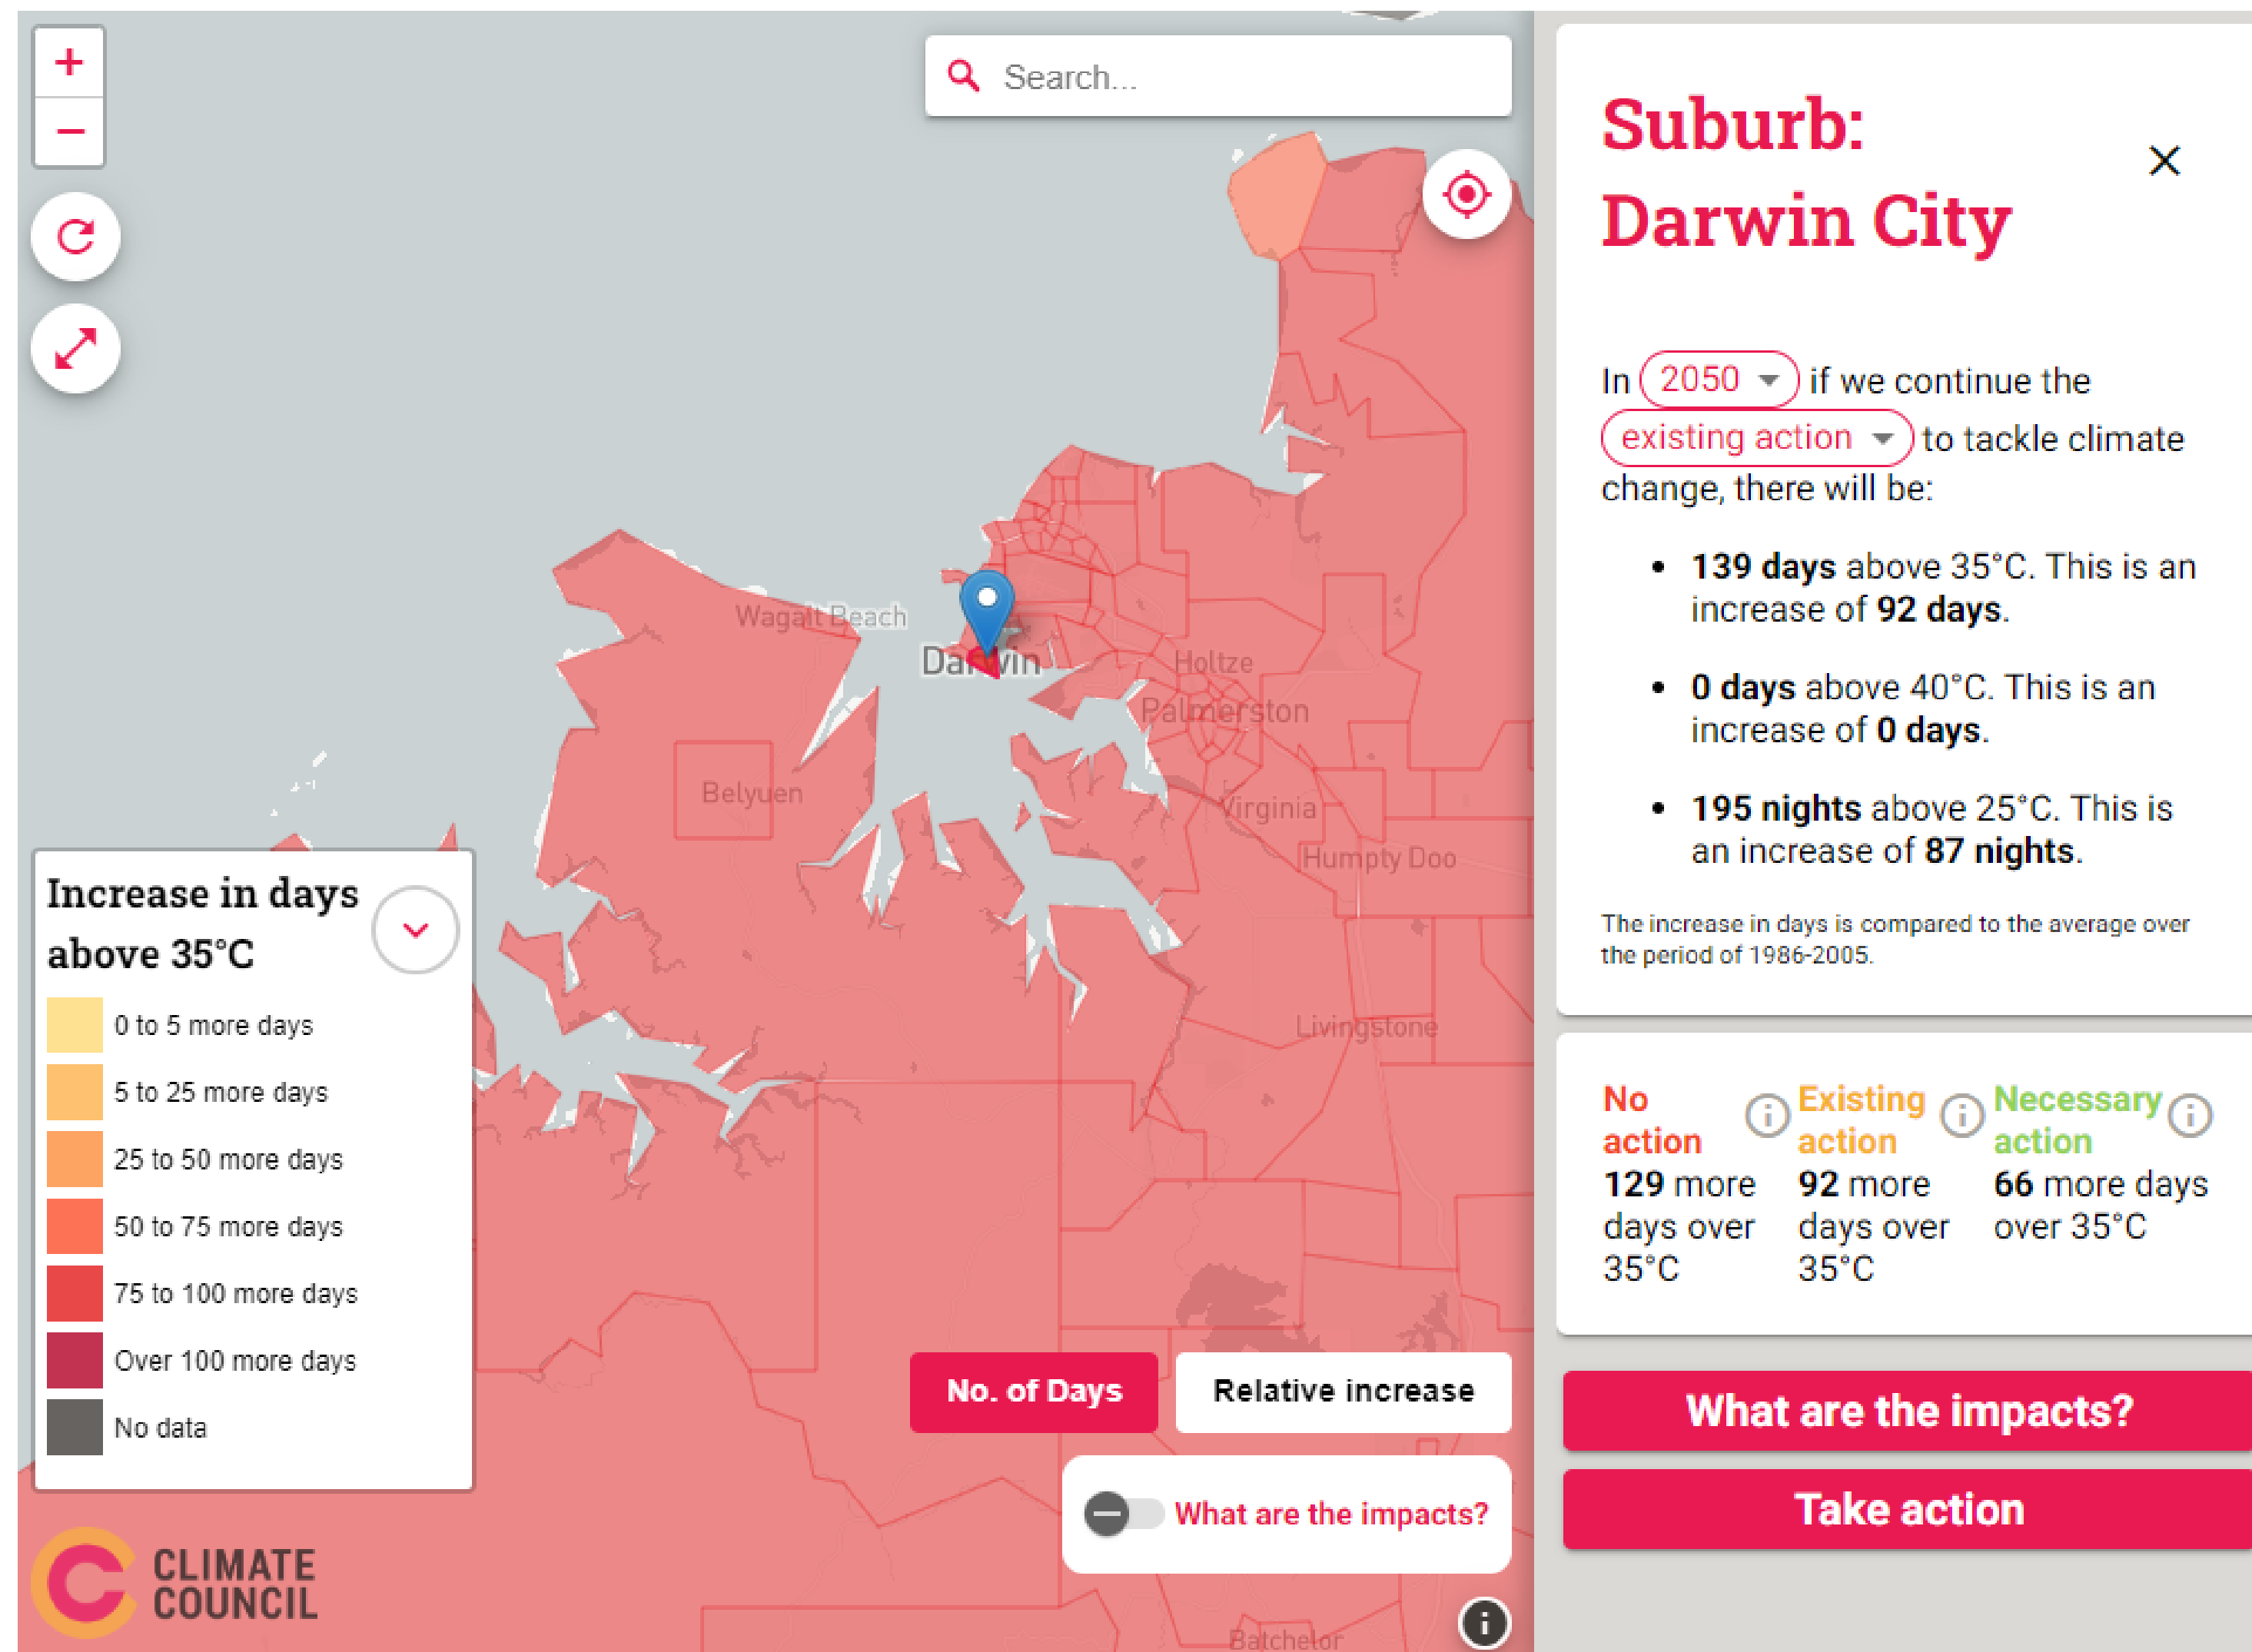 +
Search...
−
Wagait Beach
Darwin
Holtze
Palmerston
Belyuen
Virginia
Humpty Doo
Livingstone
Batchelor
Increase in days
above 35°C
0 to 5 more days
5 to 25 more days
25 to 50 more days
50 to 75 more days
75 to 100 more days
Over 100 more days
No data
No. of Days
Relative increase
What are the impacts?
CLIMATE
COUNCIL
i
Suburb:
Darwin City
In 2050 if we continue the
existing action to tackle climate
change, there will be:
• 139 days above 35°C. This is an
increase of 92 days.
• 0 days above 40°C. This is an
increase of 0 days.
• 195 nights above 25°C. This is
an increase of 87 nights.
The increase in days is compared to the average over
the period of 1986-2005.
No
action
129 more
days over
35°C
Existing
action
92 more
days over
35°C
Necessary
action
66 more days
over 35°C
What are the impacts?
Take action